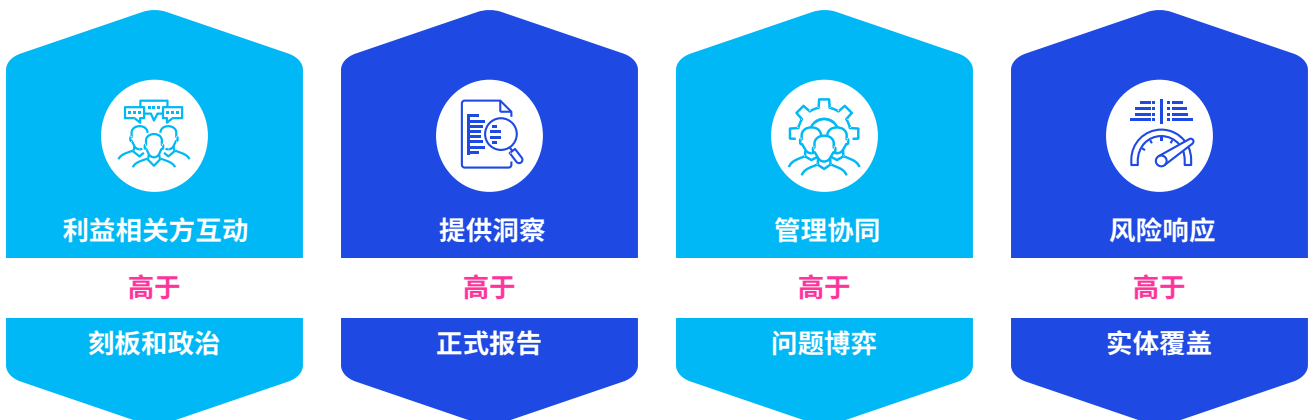 利益相关方互动
高于
刻板和政治
提供洞察
高于
正式报告
管理协同
高于
问题博弈
风险响应
高于
实体覆盖